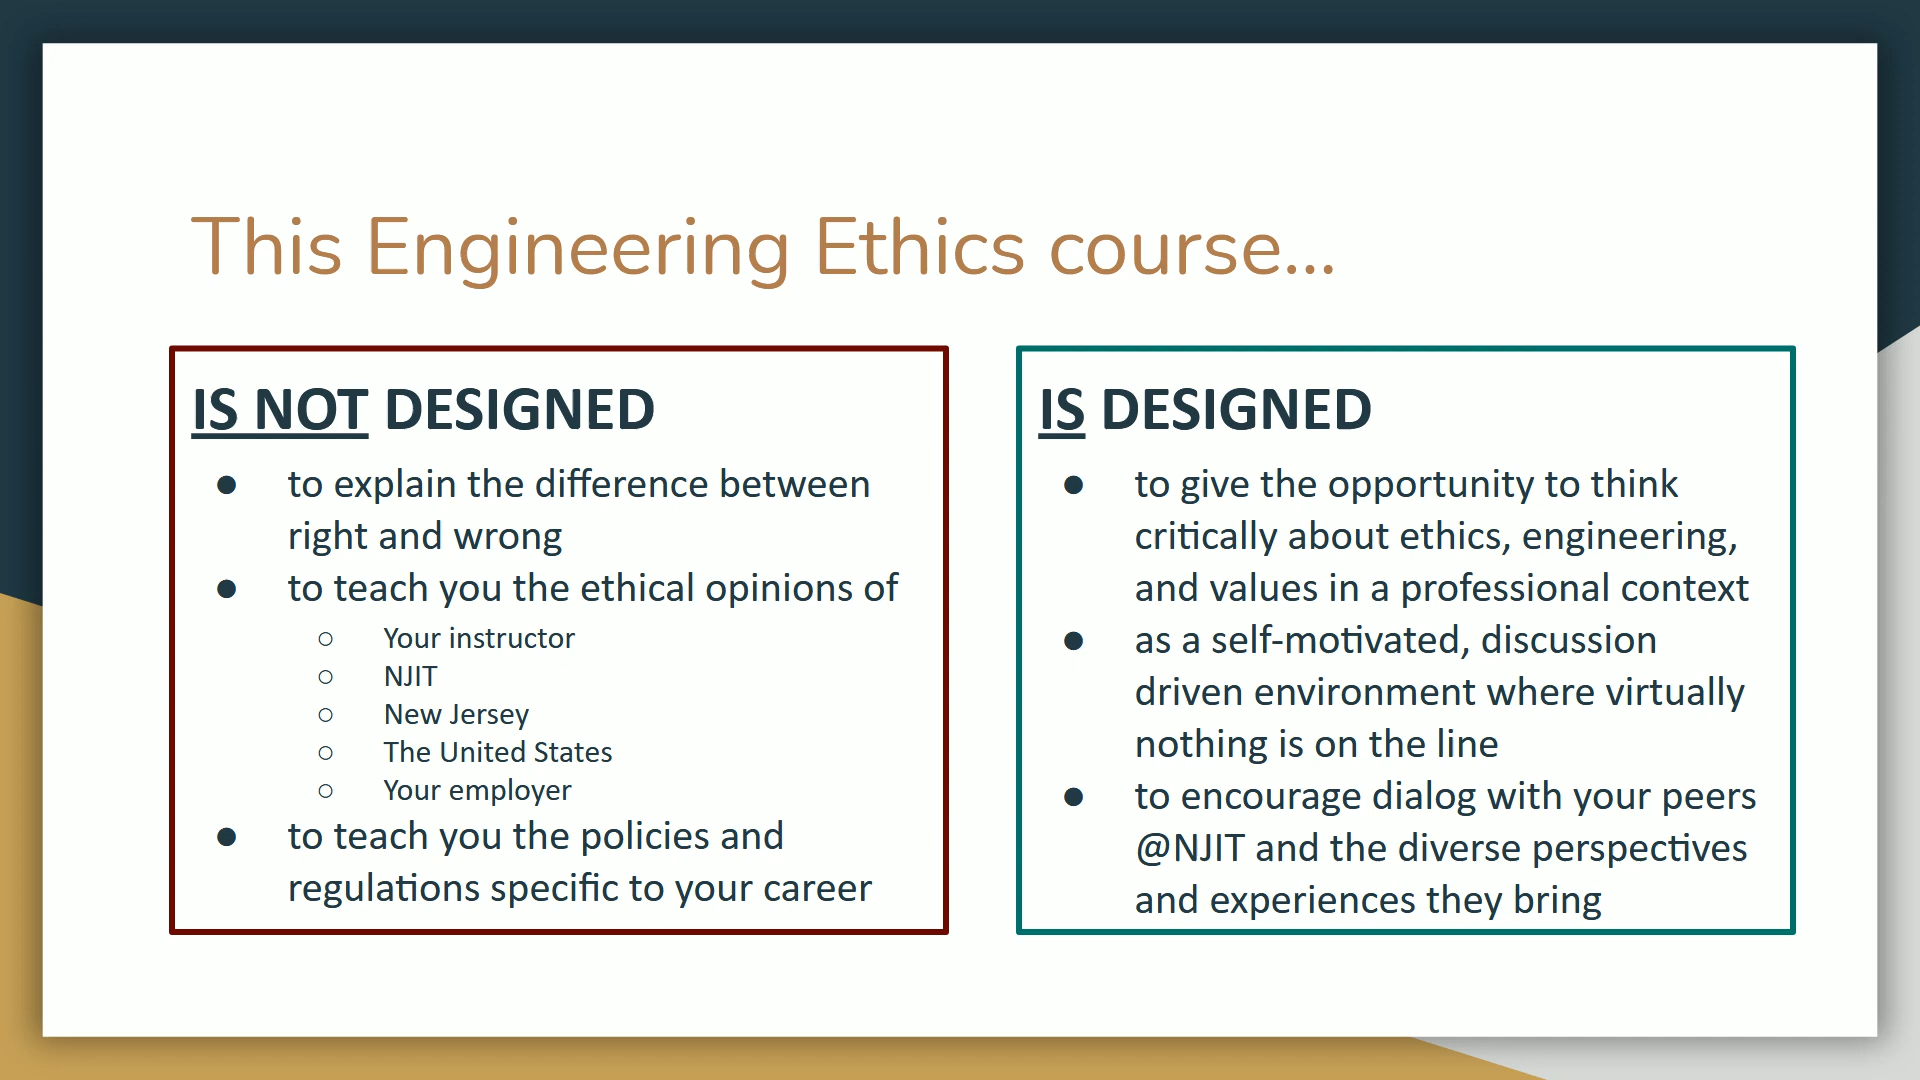 This Engineering Ethics course...
IS NOT DESIGNED
● to explain the difference between
right and wrong
● to teach you the ethical opinions of
○ Your instructor
○ NJIT
○ New Jersey
○ The United States
○ Your employer
● to teach you the policies and
regulations specific to your career
IS DESIGNED
● to give the opportunity to think
critically about ethics, engineering,
and values in a professional context
● as a self-motivated, discussion
driven environment where virtually
nothing is on the line
● to encourage dialog with your peers
@NJIT and the diverse perspectives
and experiences they bring